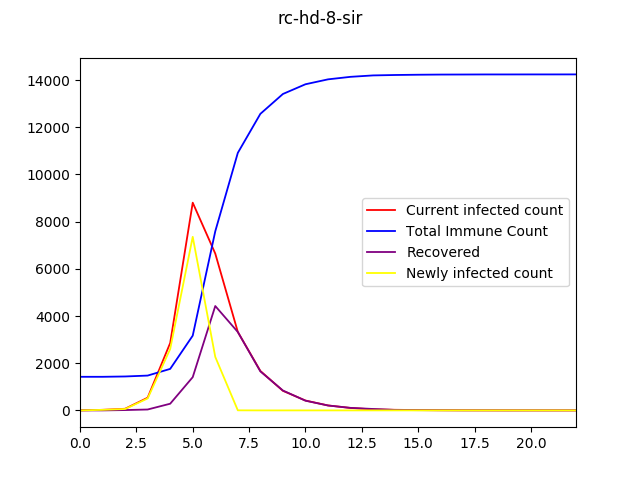 rc-hd-8-sir
14000
12000
10000
8000
6000
4000
2000
0
Current infected count
Total Immune Count
Recovered
Newly infected count
0.0 2.5 5.0 7.5 10.0 12.5 15.0 17.5 20.0